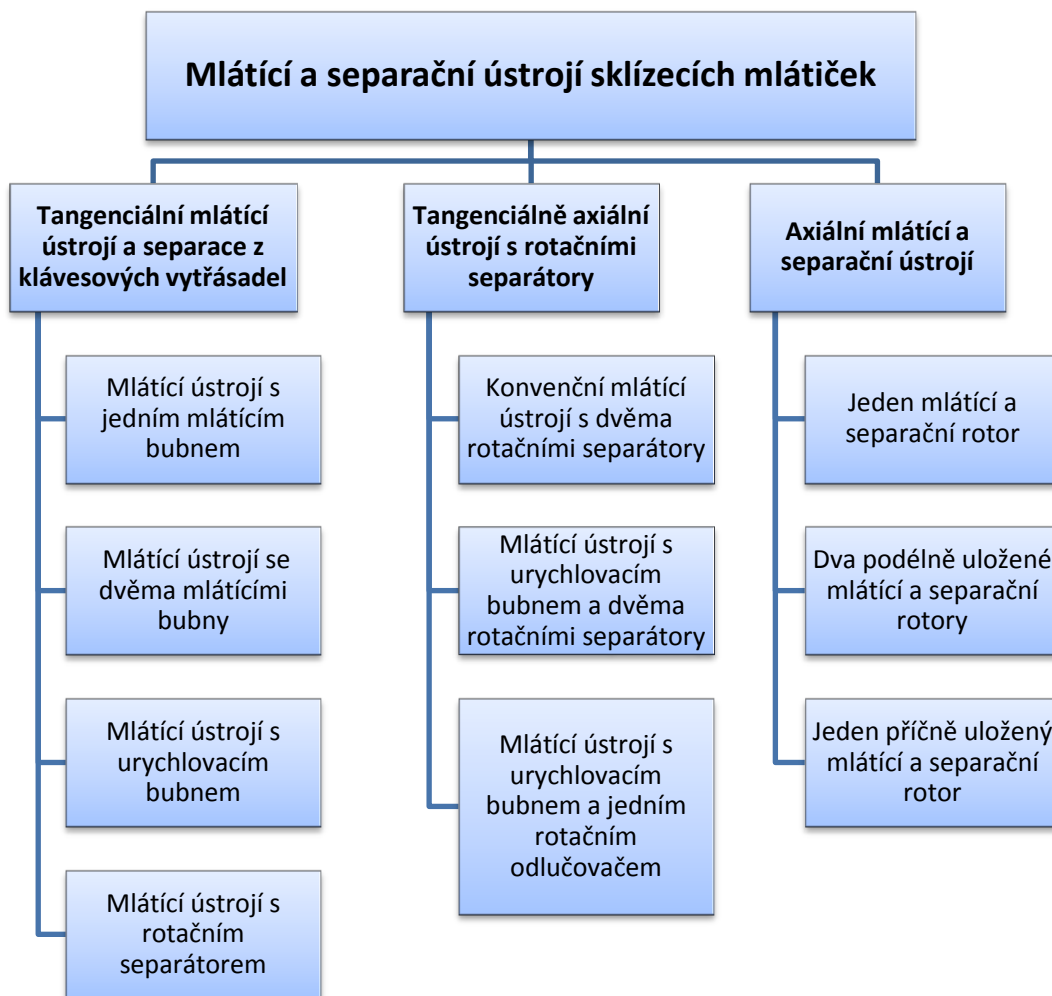 Mlátící a separační ústrojí sklízecích mlátiček
Tangenciální mlátící
ústrojí a separace z
klávesových vytřásadel
Mlátící ústrojí s
jedním mlátícím
bubnem
Mlátící ústrojí se
dvěma mlátícími
bubny
Mlátící ústrojí s
urychlovacím
bubnem
Mlátící ústrojí s
rotačním
separátorem
Tangenciálně axiální
ústrojí s rotačními
separátory
Konvenční mlátící
ústrojí s dvěma
rotačními separátory
Mlátící ústrojí s
urychlovacím
bubnem a dvěma
rotačními separátory
Mlátící ústrojí s
urychlovacím
bubnem a jedním
rotačním
odlučovačem
Axiální mlátící a
separační ústrojí
Jeden mlátící a
separační rotor
Dva podélně uložené
mlátící a separační
rotory
Jeden příčně uložený
mlátící a separační
rotor